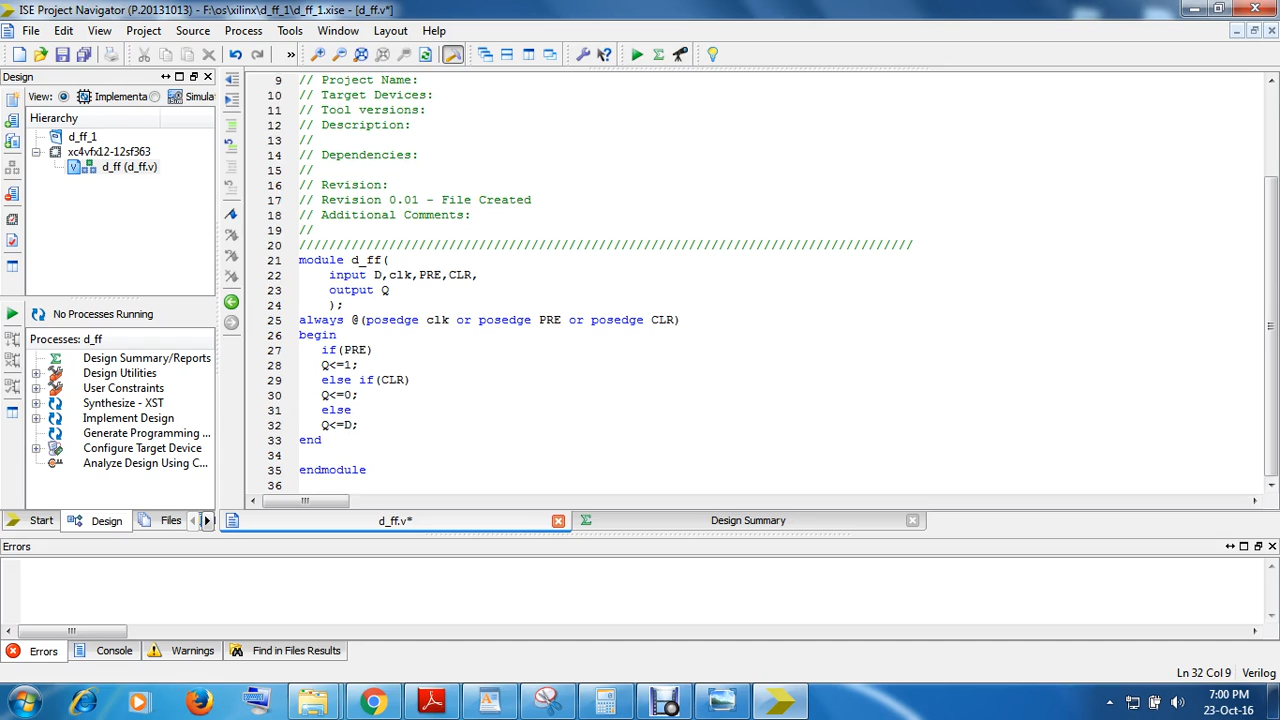 ISE Project Navigator (P.20131013) - F:\os\xilinx\d_ff_1\d_ff_1.xise - [d_ff.v*]
File Edit View Project Source Process Tools Window Layout Help
Design
View: Implementa Simulat
Hierarchy
d_ff_1
xc4vfx12-12sf363
d_ff (d_ff.v)
No Processes Running
Processes: d_ff
Design Summary/Reports
Design Utilities
User Constraints
Synthesize - XST
Implement Design
Generate Programming ...
Configure Target Device
Analyze Design Using C...
Start Design Files
9 // Project Name:
10 // Target Devices:
11 // Tool versions:
12 // Description:
13 //
14 // Dependencies:
15 //
16 // Revision:
17 // Revision 0.01 - File Created
18 // Additional Comments:
19 //
20 //////////////////////////////////////////////////////////////////////////////////
21 module d_ff(
22 input D,clk,PRE,CLR,
23 output Q
24 );
25 always @(posedge clk or posedge PRE or posedge CLR)
26 begin
27 if(PRE)
28 Q<=1;
29 else if(CLR)
30 Q<=0;
31 else
32 Q<=D;
33 end
34
35 endmodule
36
d_ff.v* Design Summary
Errors
Errors Console Warnings Find in Files Results
Ln 32 Col 9 Verilog
7:00 PM
23-Oct-16